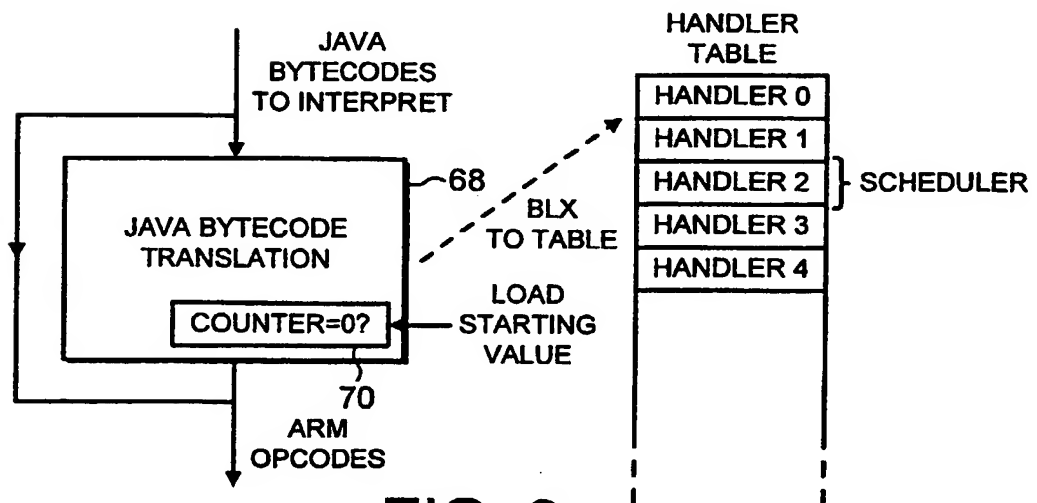 JAVA
BYTECODES
TO INTERPRET
68
JAVA BYTECODE
TRANSLATION
COUNTER=0?
70
LOAD
STARTING
VALUE
ARM
OPCODES
BLX
TO TABLE
HANDLER
TABLE
HANDLER 0
HANDLER 1
HANDLER 2
SCHEDULER
HANDLER 3
HANDLER 4